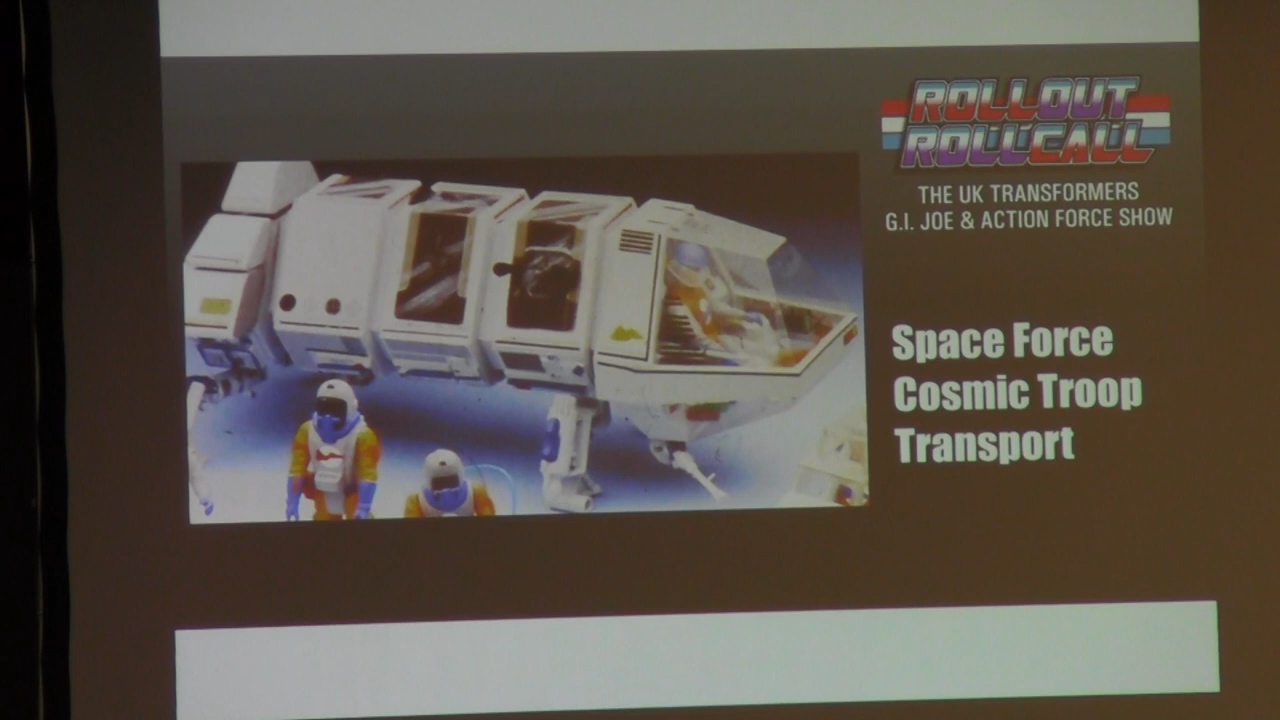 ROLLOUT
ROLLCALL
THE UK TRANSFORMERS
G.I. JOE & ACTION FORCE SHOW
Space Force
Cosmic Troop
Transport